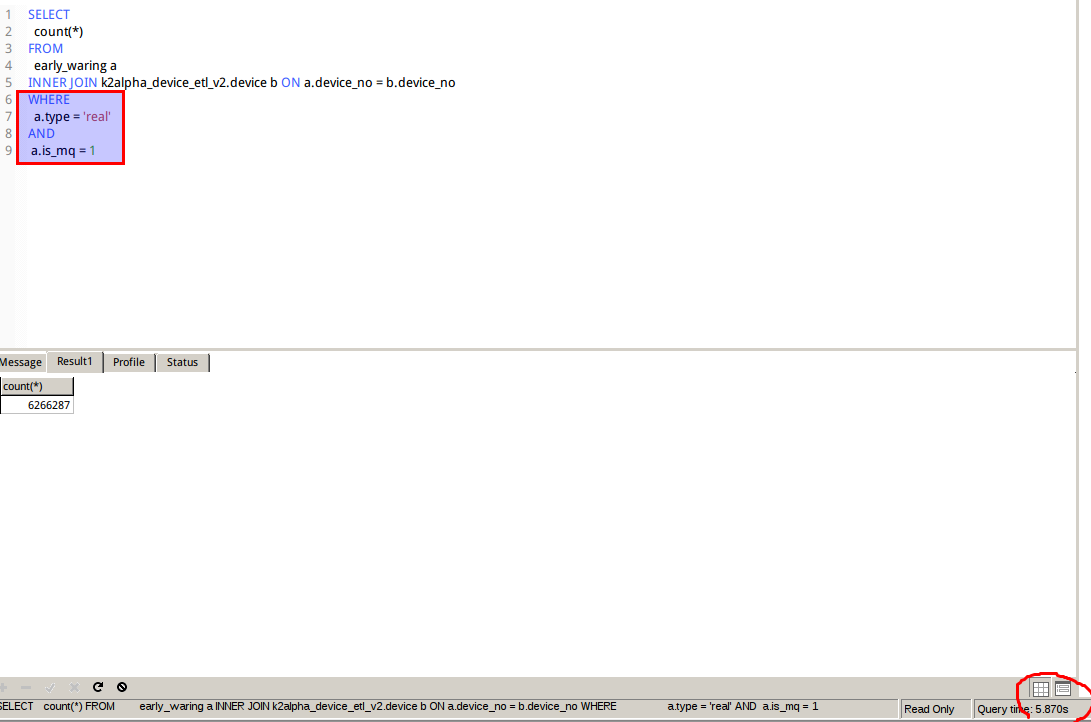 1 SELECT
2 count(*)
3 FROM
4 early_waring a
5 INNER JOIN k2alpha_device_etl_v2.device b ON a.device_no = b.device_no
6 WHERE
7 a.type = 'real'
8 AND
9 a.is_mq = 1
Message Result1 Profile Status
count(*)
6266287
SELECT count(*) FROM early_waring a INNER JOIN k2alpha_device_etl_v2.device b ON a.device_no = b.device_no WHERE a.type = 'real' AND a.is_mq = 1 Read Only Query time: 5.870s